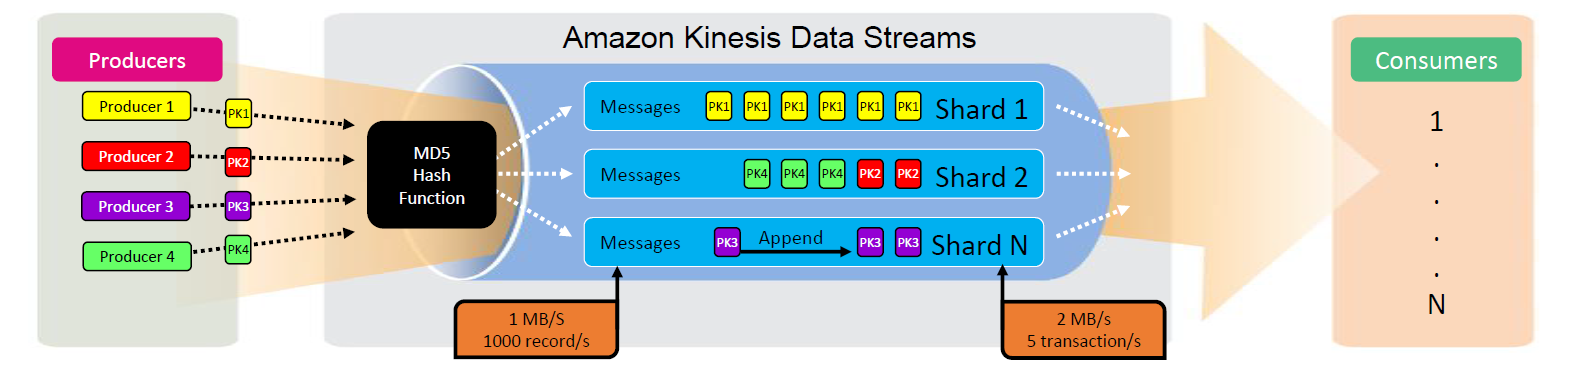 Amazon Kinesis Data Streams
Producers
Producer 1
PK1
Producer 2
PK2
Producer 3
PK3
Producer 4
PK4
MD5
Hash
Function
Messages PK1 PK1 PK1 PK1 PK1 PK1 Shard 1
Messages PK4 PK4 PK4 PK2 PK2 Shard 2
Messages PK3 Append PK3 PK3 Shard N
1 MB/S
1000 record/s
2 MB/s
5 transaction/s
Consumers
1
.
.
.
.
N